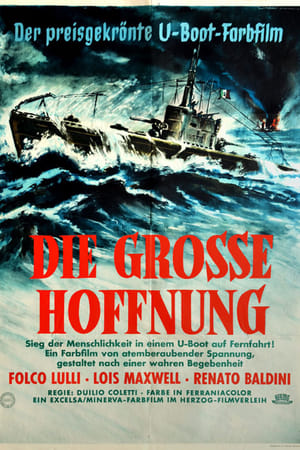 Der preisgekrönte U-Boot-Farbfilm
DIE GROSSE
HOFFNUNG
Sieg der Menschlichkeit in einem U-Boot auf Fernfahrt!
Ein Farbfilm von atemberaubender Spannung,
gestaltet nach einer wahren Begebenheit
FOLCO LULLI - LOIS MAXWELL - RENATO BALDINI
REGIE: DUILIO COLETTI - FARBE IN FERRANIACOLOR
EIN EXCELSA/MINERVA-FARBFILM IM HERZOG-FILMVERLEIH